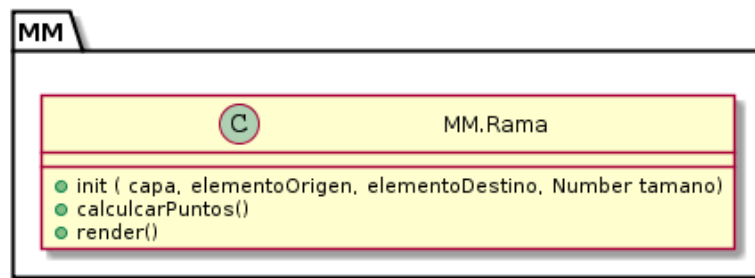 MM
C MM.Rama
init ( capa, elementoOrigen, elementoDestino, Number tamano)
calculcarPuntos()
render()